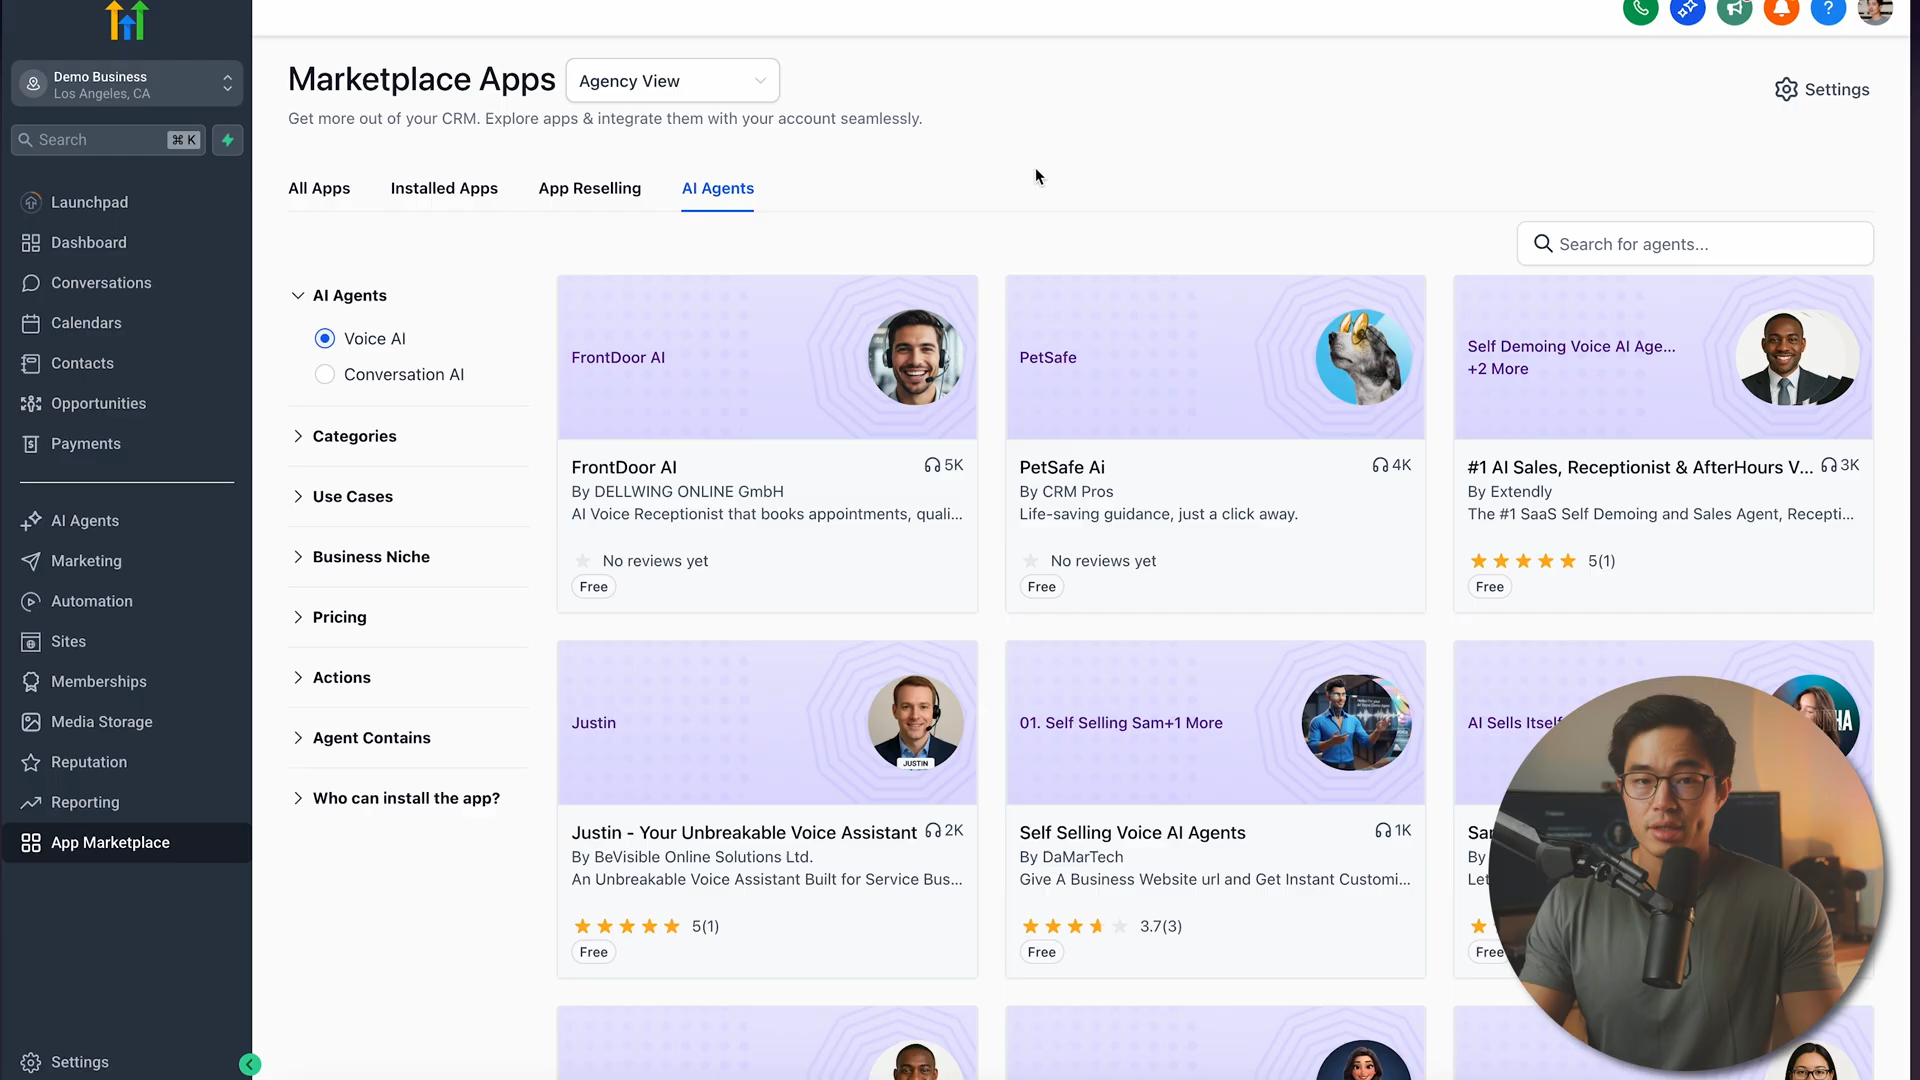 Demo Business
Los Angeles, CA
Search
⌘ K
Launchpad
Dashboard
Conversations
Calendars
Contacts
Opportunities
Payments
AI Agents
Marketing
Automation
Sites
Memberships
Media Storage
Reputation
Reporting
App Marketplace
Settings
Marketplace Apps
Agency View
Settings
Get more out of your CRM. Explore apps & integrate them with your account seamlessly.
All Apps
Installed Apps
App Reselling
AI Agents
Search for agents...
AI Agents
Voice AI
Conversation AI
Categories
Use Cases
Business Niche
Pricing
Actions
Agent Contains
Who can install the app?
FrontDoor AI
FrontDoor AI
5K
By DELLWING ONLINE GmbH
AI Voice Receptionist that books appointments, quali...
No reviews yet
Free
PetSafe
PetSafe Ai
4K
By CRM Pros
Life-saving guidance, just a click away.
No reviews yet
Free
Self Demoing Voice AI Age...
+2 More
#1 AI Sales, Receptionist & AfterHours V...
3K
By Extendly
The #1 SaaS Self Demoing and Sales Agent, Recepti...
5(1)
Free
Justin
JUSTIN
Justin - Your Unbreakable Voice Assistant
2K
By BeVisible Online Solutions Ltd.
An Unbreakable Voice Assistant Built for Service Bus...
5(1)
Free
01. Self Selling Sam+1 More
Self Selling Voice AI Agents
1K
By DaMarTech
Give A Business Website url and Get Instant Customi...
3.7(3)
Free
AI Sells Itself
By
Free